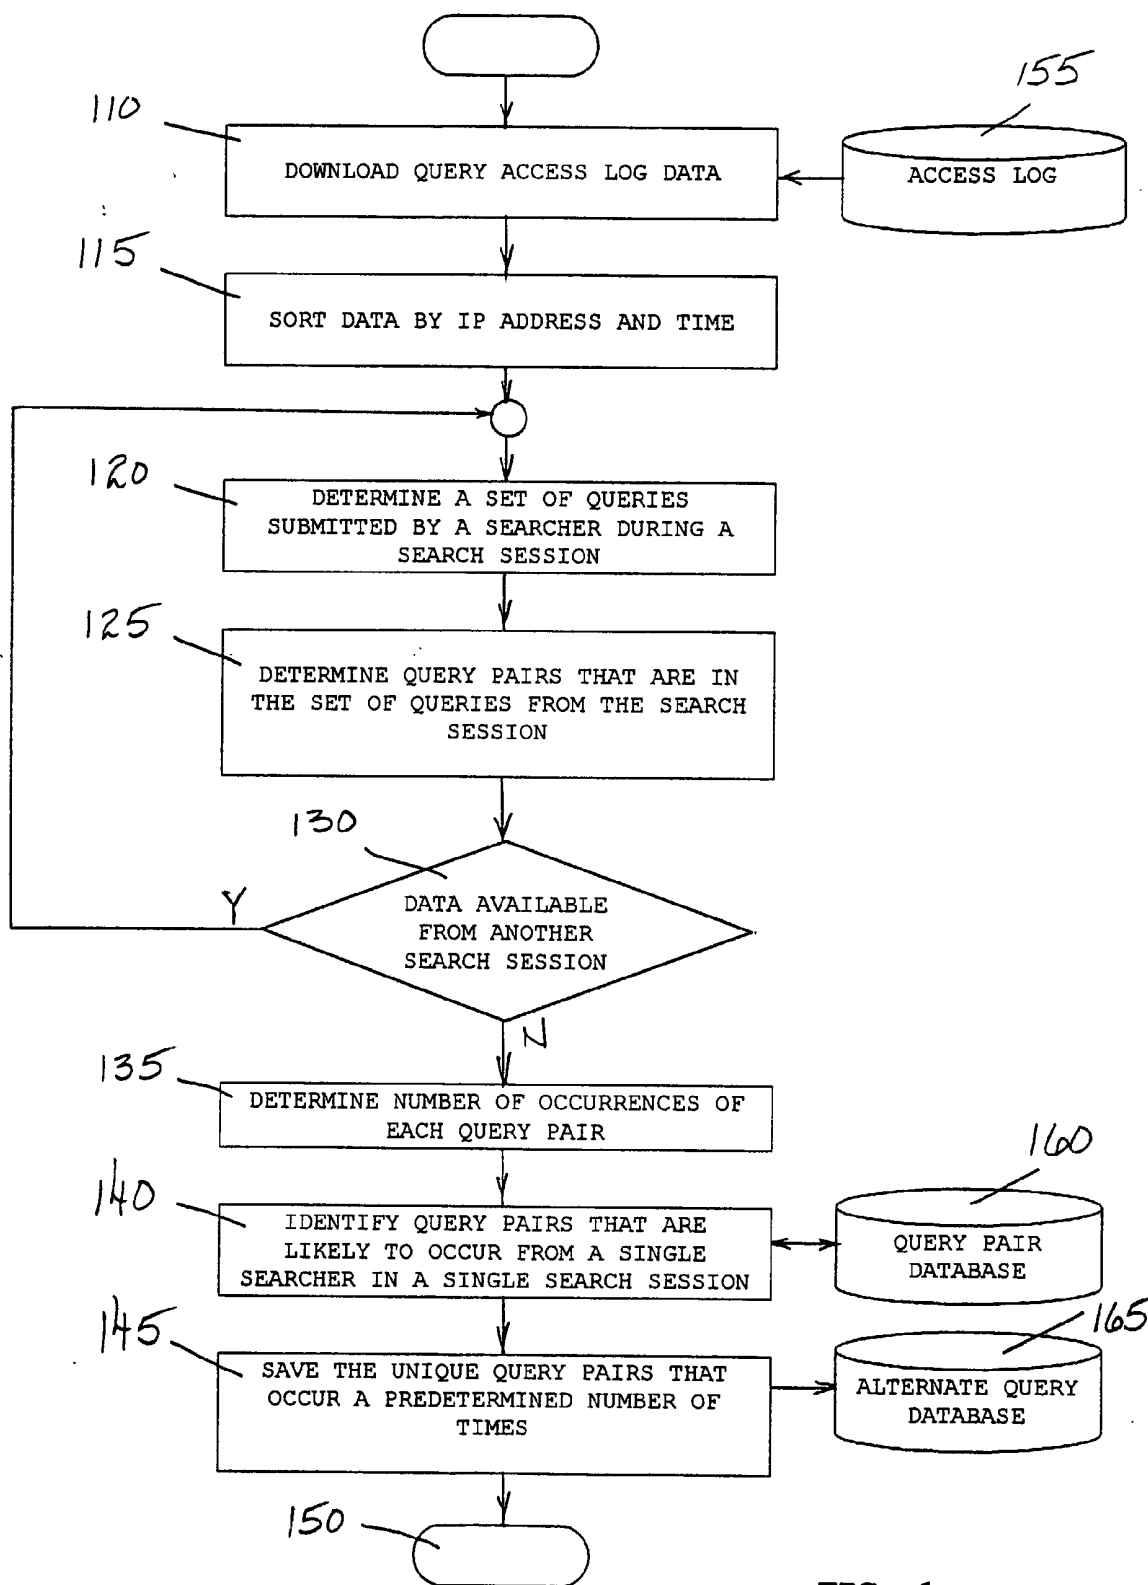 155
110
DOWNLOAD QUERY ACCESS LOG DATA
ACCESS LOG
115
SORT DATA BY IP ADDRESS AND TIME
120
DETERMINE A SET OF QUERIES
SUBMITTED BY A SEARCHER DURING A
SEARCH SESSION
125
DETERMINE QUERY PAIRS THAT ARE IN
THE SET OF QUERIES FROM THE SEARCH
SESSION
130
Y
DATA AVAILABLE
FROM ANOTHER
SEARCH SESSION
N
135
DETERMINE NUMBER OF OCCURRENCES OF
EACH QUERY PAIR
160
140
IDENTIFY QUERY PAIRS THAT ARE
LIKELY TO OCCUR FROM A SINGLE
SEARCHER IN A SINGLE SEARCH SESSION
QUERY PAIR
DATABASE
165
145
SAVE THE UNIQUE QUERY PAIRS THAT
OCCUR A PREDETERMINED NUMBER OF
TIMES
ALTERNATE QUERY
DATABASE
150